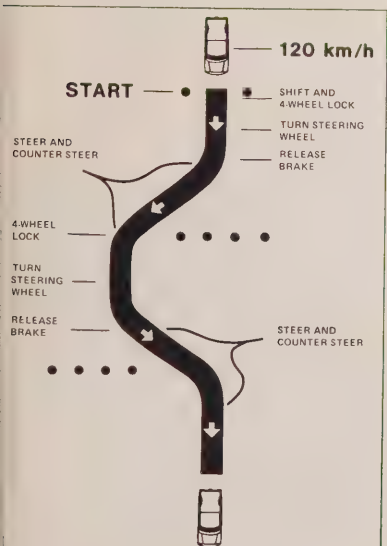 120 km/h
START
SHIFT AND
4-WHEEL LOCK
TURN STEERING
WHEEL
RELEASE
BRAKE
STEER AND
COUNTER STEER
4-WHEEL
LOCK
TURN
STEERING
WHEEL
RELEASE
BRAKE
STEER AND
COUNTER STEER